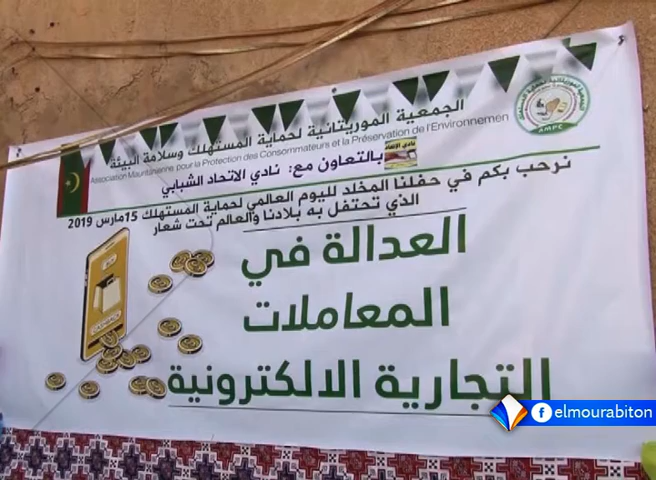 الجمعية الموريتانية لحماية المستهلك وسلامة البيئة
Association Mauritanienne pour la Protection des Consommateurs et la Préservation de l'Environnemen
AMPC
بالتعاون مع: نادي الاتحاد الشبابي
نرحب بكم في حفلنا المخلد لليوم العالمي لحماية المستهلك 15مارس 2019
الذي تحتفل به بلادنا والعالم تحت شعار
العدالة في
المعاملات
التجارية الالكترونية
CASHBACK
elmourabiton